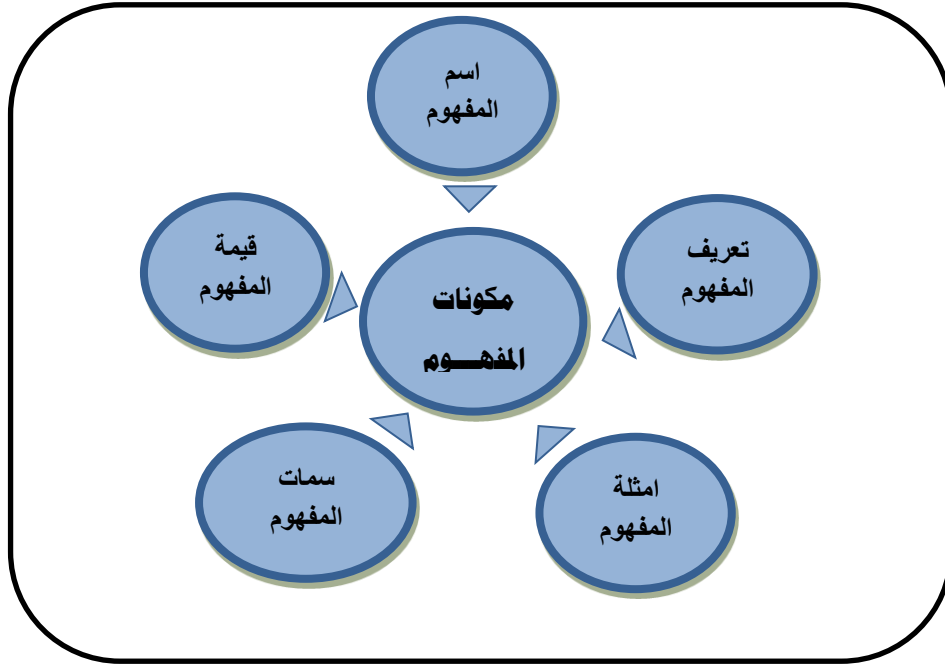 اسم
المفهوم
قيمة
المفهوم
تعريف
المفهوم
مكونات
المفهـــوم
سمات
المفهوم
امثلة
المفهوم